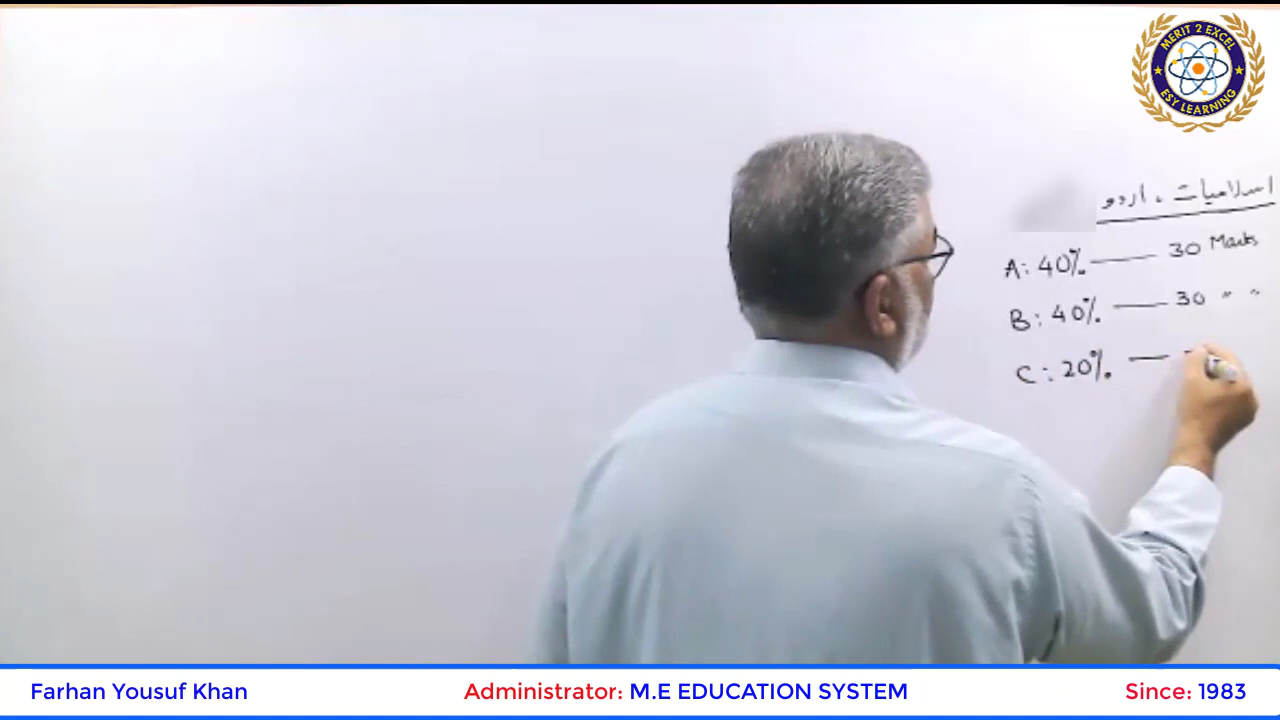 MERIT 2 EXCEL
ESY LEARNING
اسلامیات ، اردو
A: 40% — 30 Marks
B: 40% — 30 " "
C: 20% —
Farhan Yousuf Khan
Administrator: M.E EDUCATION SYSTEM
Since: 1983